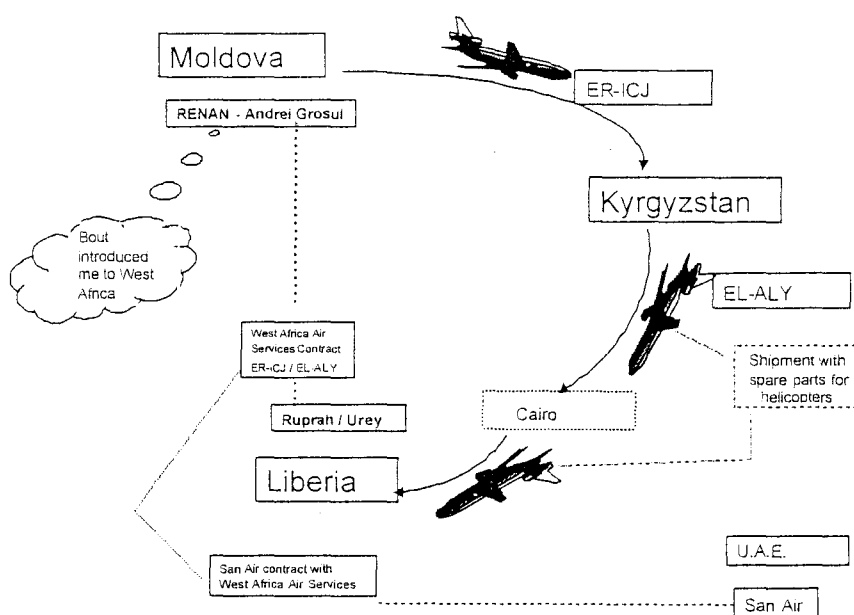 Moldova
ER-ICJ
RENAN - Andrei Grosul
Kyrgyzstan
Bout
introduced
me to West
Africa
EL-ALY
West Africa Air
Services Contract
ER-ICJ / EL-ALY
Shipment with
spare parts for
helicopters
Ruprah / Urey
Cairo
Liberia
U.A.E.
San Air contract with
West Africa Air Services
San Air